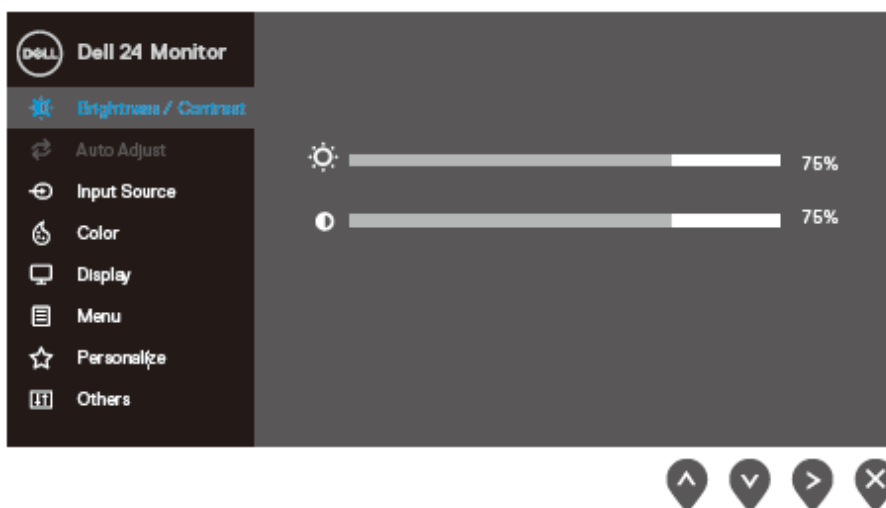 DELL
Dell 24 Monitor
Brightness / Contrast
Auto Adjust
Input Source
Color
Display
Menu
Personalize
Others
75%
75%